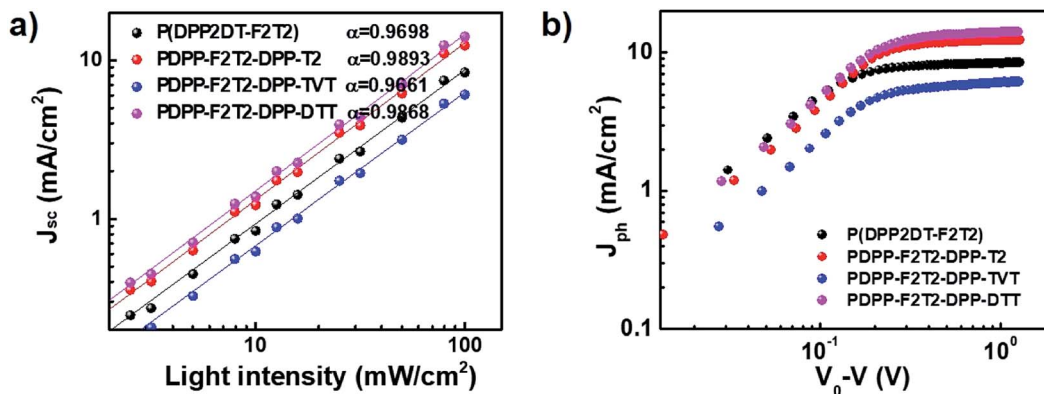 a)
P(DPP2DT-F2T2) α=0.9698
PDPP-F2T2-DPP-T2 α=0.9893
PDPP-F2T2-DPP-TVT α=0.9661
PDPP-F2T2-DPP-DTT α=0.9868
10
1
Jsc (mA/cm²)
10
100
Light intensity (mW/cm²)
b)
10
1
0.1
Jph (mA/cm²)
P(DPP2DT-F2T2)
PDPP-F2T2-DPP-T2
PDPP-F2T2-DPP-TVT
PDPP-F2T2-DPP-DTT
10⁻¹
10⁰
V₀-V (V)